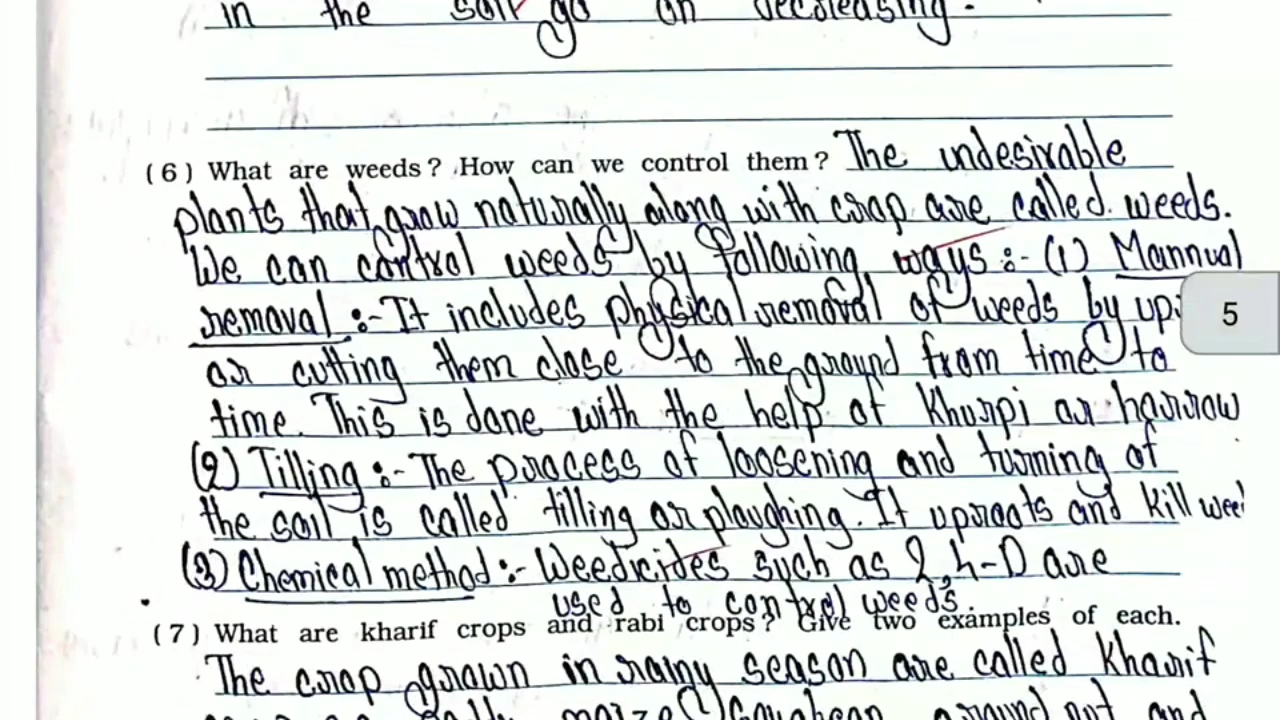 in the soil go on decreasing.
(6) What are weeds? How can we control them? The undesirable
plants that grow naturally along with crop are called weeds.
We can control weeds by following ways :- (1) Mannual
removal :- It includes physical removal of weeds by up
or cutting them close to the ground from time to
time. This is done with the help of Khurpi or harrow
(2) Tilling :- The process of loosening and turning of
the soil is called tilling or ploughing. It uproots and kill wee
(3) Chemical method :- Weedicides such as 2,4-D are
used to control weeds.
(7) What are kharif crops and rabi crops? Give two examples of each.
The crop grown in rainy season are called Kharif
maize, Soyabean, groundnut and
5